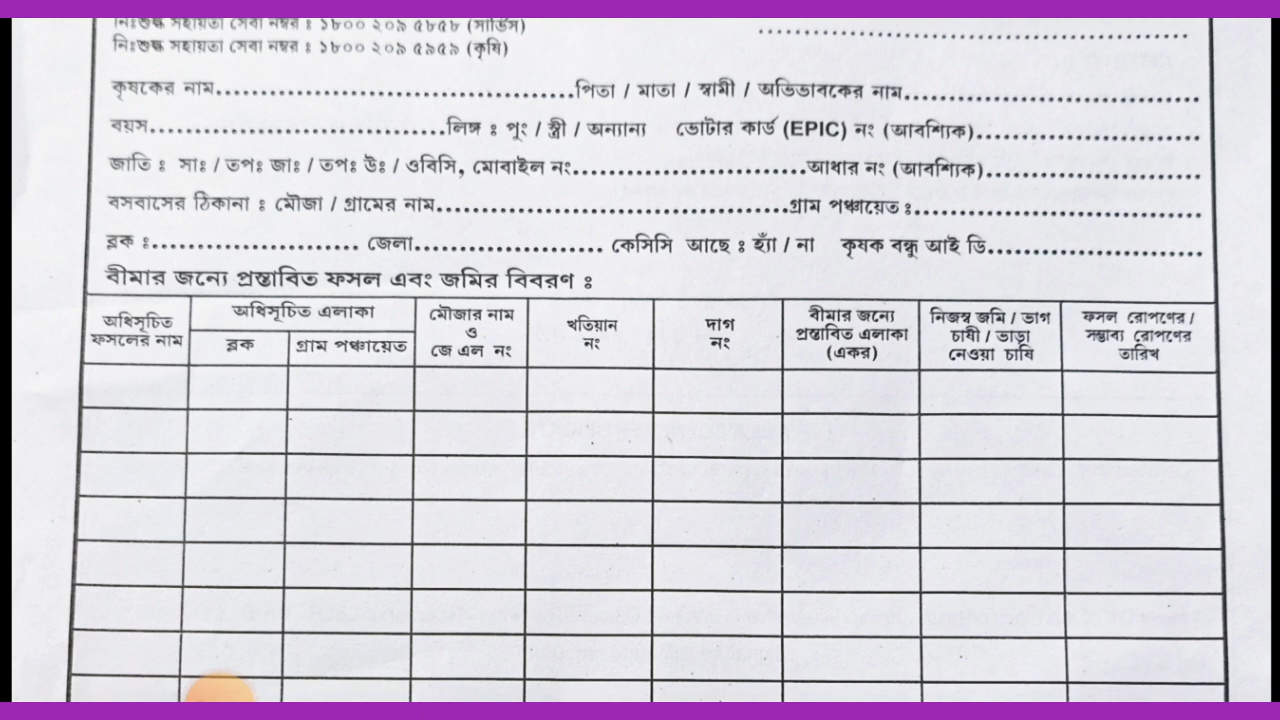 নিঃশুল্ক সহায়তা সেবা নম্বর ঃ ১৮০০ ২০৯ ৫৮৫৮ (সার্ভিস)
নিঃশুল্ক সহায়তা সেবা নম্বর ঃ ১৮০০ ২০৯ ৫৯৫৯ (কৃষি)
কৃষকের নাম................................পিতা / মাতা / স্বামী / অভিভাবকের নাম................................
বয়স................................লিঙ্গ ঃ পুং / স্ত্রী / অন্যান্য ভোটার কার্ড (EPIC) নং (আবশ্যিক)................................
জাতি ঃ সাঃ / তপঃ জাঃ / তপঃ উঃ / ওবিসি, মোবাইল নং................................আধার নং (আবশ্যিক)................................
বসবাসের ঠিকানা ঃ মৌজা / গ্রামের নাম................................গ্রাম পঞ্চায়েত ঃ................................
ব্লক ঃ................................ জেলা................................ কেসিসি আছে ঃ হ্যাঁ / না কৃষক বন্ধু আই ডি................................
বীমার জন্যে প্রস্তাবিত ফসল এবং জমির বিবরণ ঃ
অধিসূচিত
ফসলের নাম
অধিসূচিত এলাকা
ব্লক
গ্রাম পঞ্চায়েত
মৌজার নাম
ও
জে এল নং
খতিয়ান
নং
দাগ
নং
বীমার জন্যে
প্রস্তাবিত এলাকা
(একর)
নিজস্ব জমি / ভাগ
চাষী / ভাড়া
নেওয়া চাষি
ফসল রোপণের /
সম্ভাব্য রোপণের
তারিখ